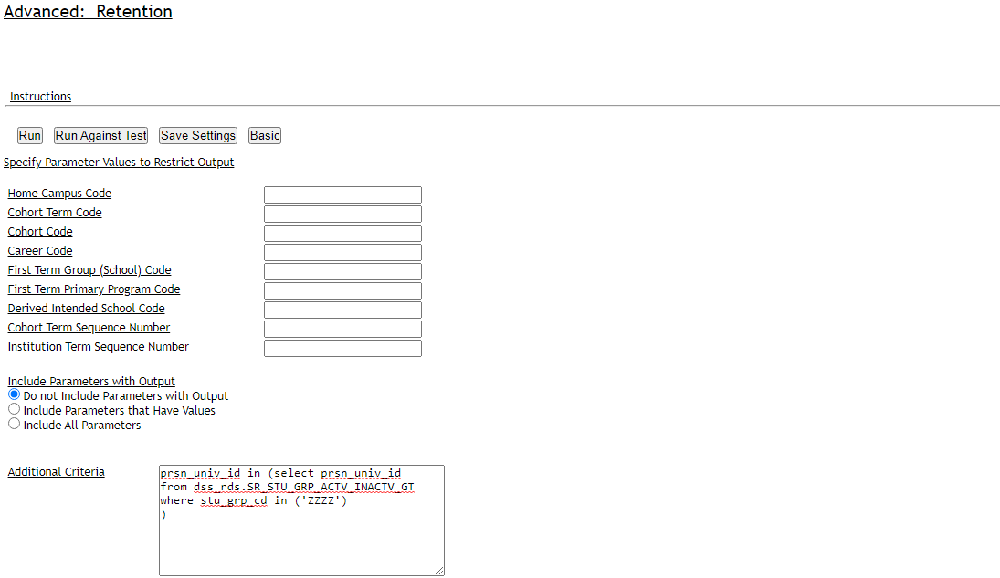 Advanced:  Retention
Instructions
Run Run Against Test Save Settings Basic
Specify Parameter Values to Restrict Output
Home Campus Code
Cohort Term Code
Cohort Code
Career Code
First Term Group (School) Code
First Term Primary Program Code
Derived Intended School Code
Cohort Term Sequence Number
Institution Term Sequence Number
Include Parameters with Output
Do not Include Parameters with Output
Include Parameters that Have Values
Include All Parameters
Additional Criteria
prsn_univ_id in (select prsn_univ_id
from dss_rds.SR_STU_GRP_ACTV_INACTV_GT
where stu_grp_cd in ('ZZZZ')
)